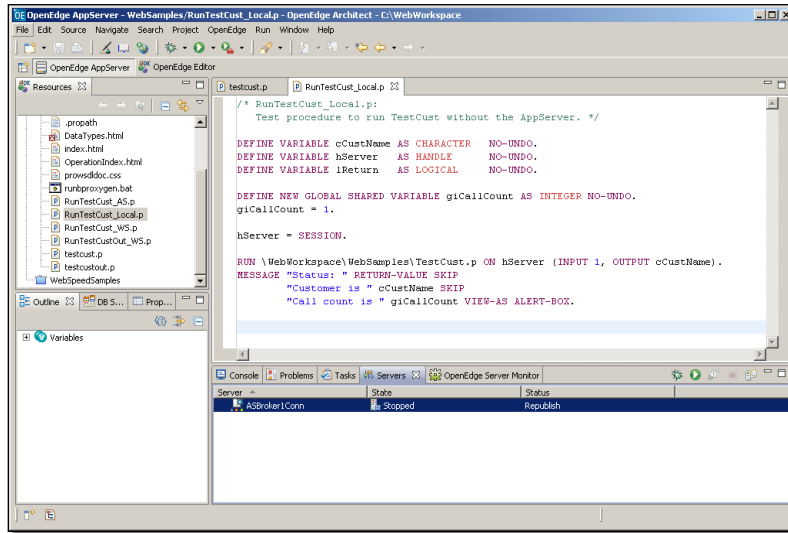 OpenEdge AppServer - WebSamples/RunTestCust_Local.p - OpenEdge Architect - C:\WebWorkspace
File Edit Source Navigate Search Project OpenEdge Run Window Help
OpenEdge AppServer OpenEdge Editor
Resources
.propath
DataTypes.html
index.html
OperationIndex.html
prowsdldoc.css
runbproxygen.bat
RunTestCust_AS.p
RunTestCust_Local.p
RunTestCust_WS.p
RunTestCustOut_WS.p
testcust.p
testcustout.p
WebSpeedSamples
Outline DB S... Prop...
Variables
testcust.p RunTestCust_Local.p
/* RunTestCust_Local.p:
Test procedure to run TestCust without the AppServer. */
DEFINE VARIABLE cCustName AS CHARACTER NO-UNDO.
DEFINE VARIABLE hServer AS HANDLE NO-UNDO.
DEFINE VARIABLE lReturn AS LOGICAL NO-UNDO.
DEFINE NEW GLOBAL SHARED VARIABLE giCallCount AS INTEGER NO-UNDO.
giCallCount = 1.
hServer = SESSION.
RUN \WebWorkspace\WebSamples\TestCust.p ON hServer (INPUT 1, OUTPUT cCustName).
MESSAGE "Status: " RETURN-VALUE SKIP
"Customer is " cCustName SKIP
"Call count is " giCallCount VIEW-AS ALERT-BOX.
Console Problems Tasks Servers OpenEdge Server Monitor
Server State Status
ASBroker1Conn Stopped Republish